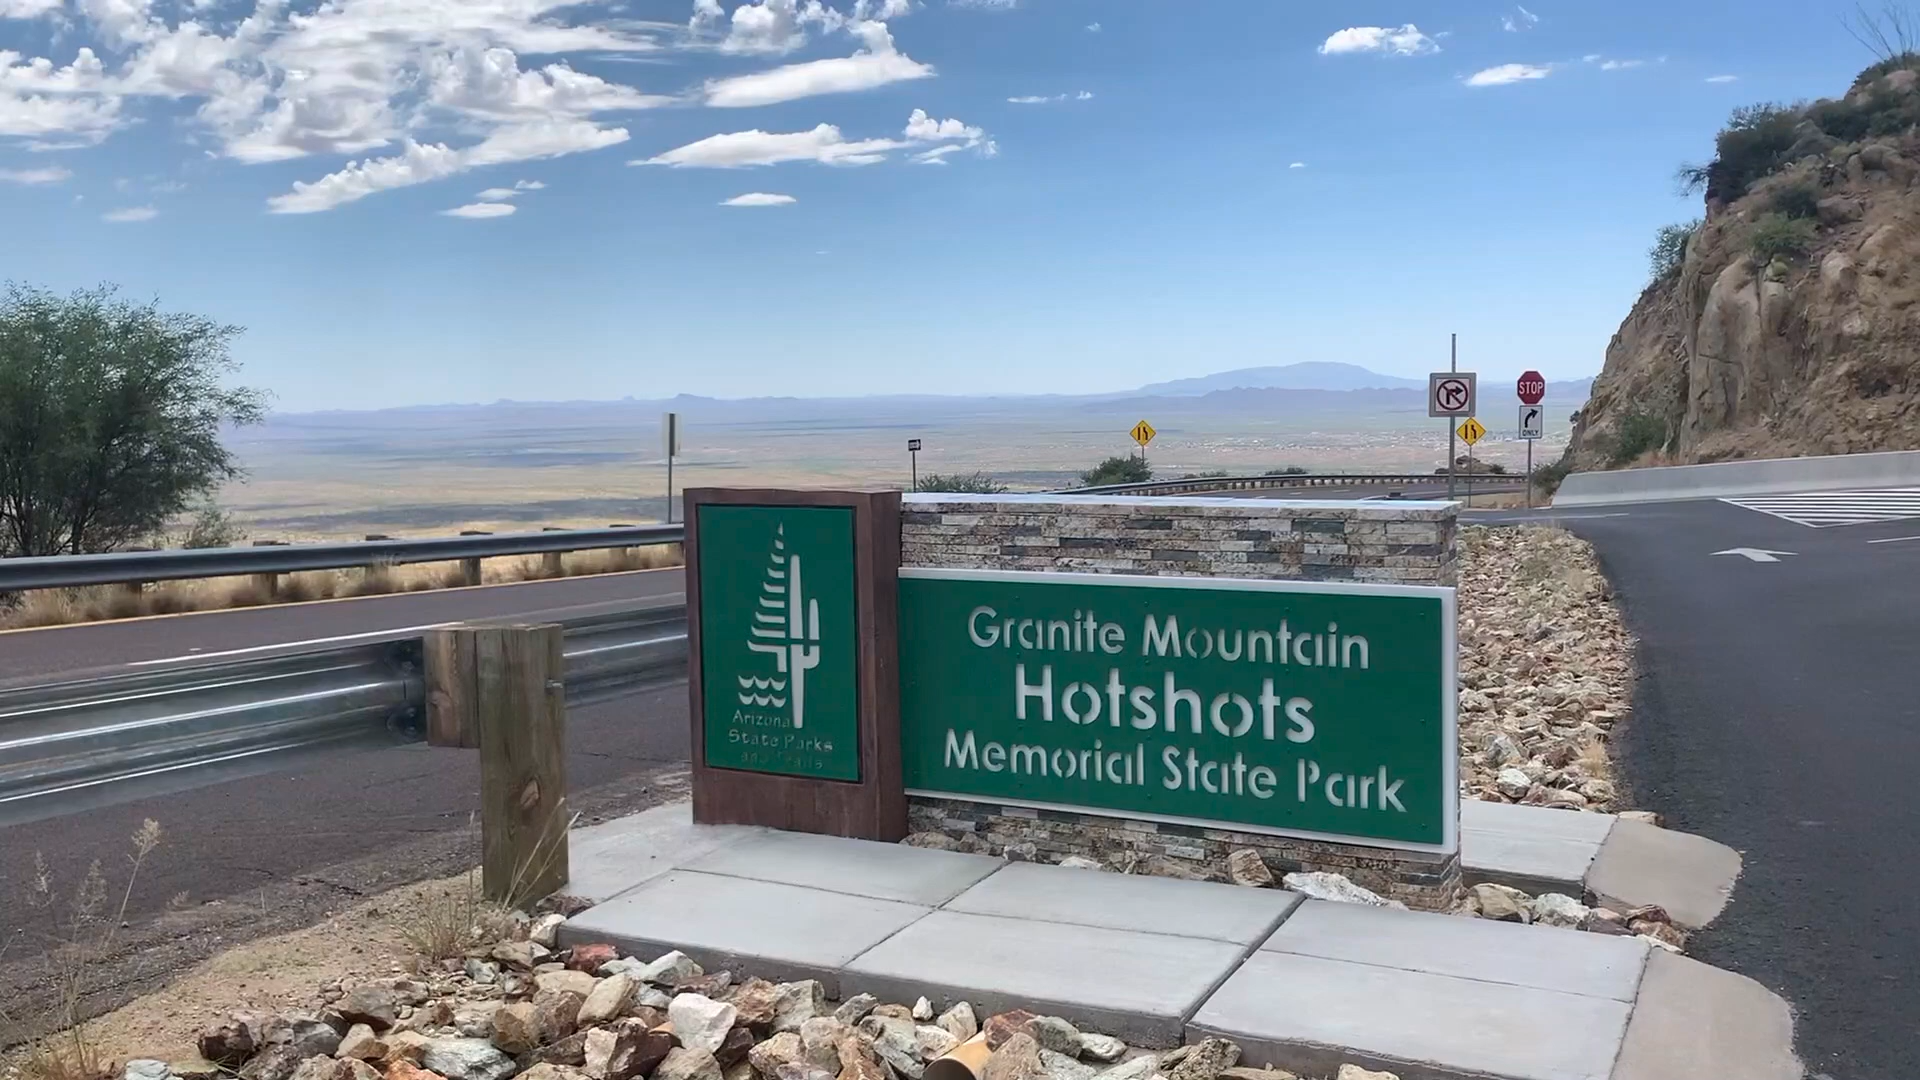 Arizona
State Parks
and Trails
Granite Mountain
Hotshots
Memorial State Park
STOP
ONLY